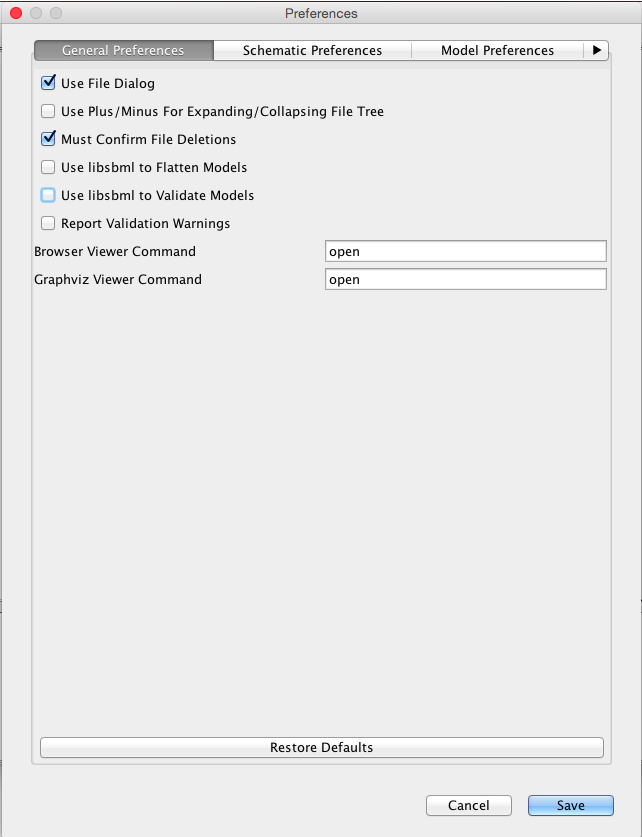 Preferences
General Preferences Schematic Preferences Model Preferences
Use File Dialog
Use Plus/Minus For Expanding/Collapsing File Tree
Must Confirm File Deletions
Use libsbml to Flatten Models
Use libsbml to Validate Models
Report Validation Warnings
Browser Viewer Command open
Graphviz Viewer Command open
Restore Defaults
Cancel Save